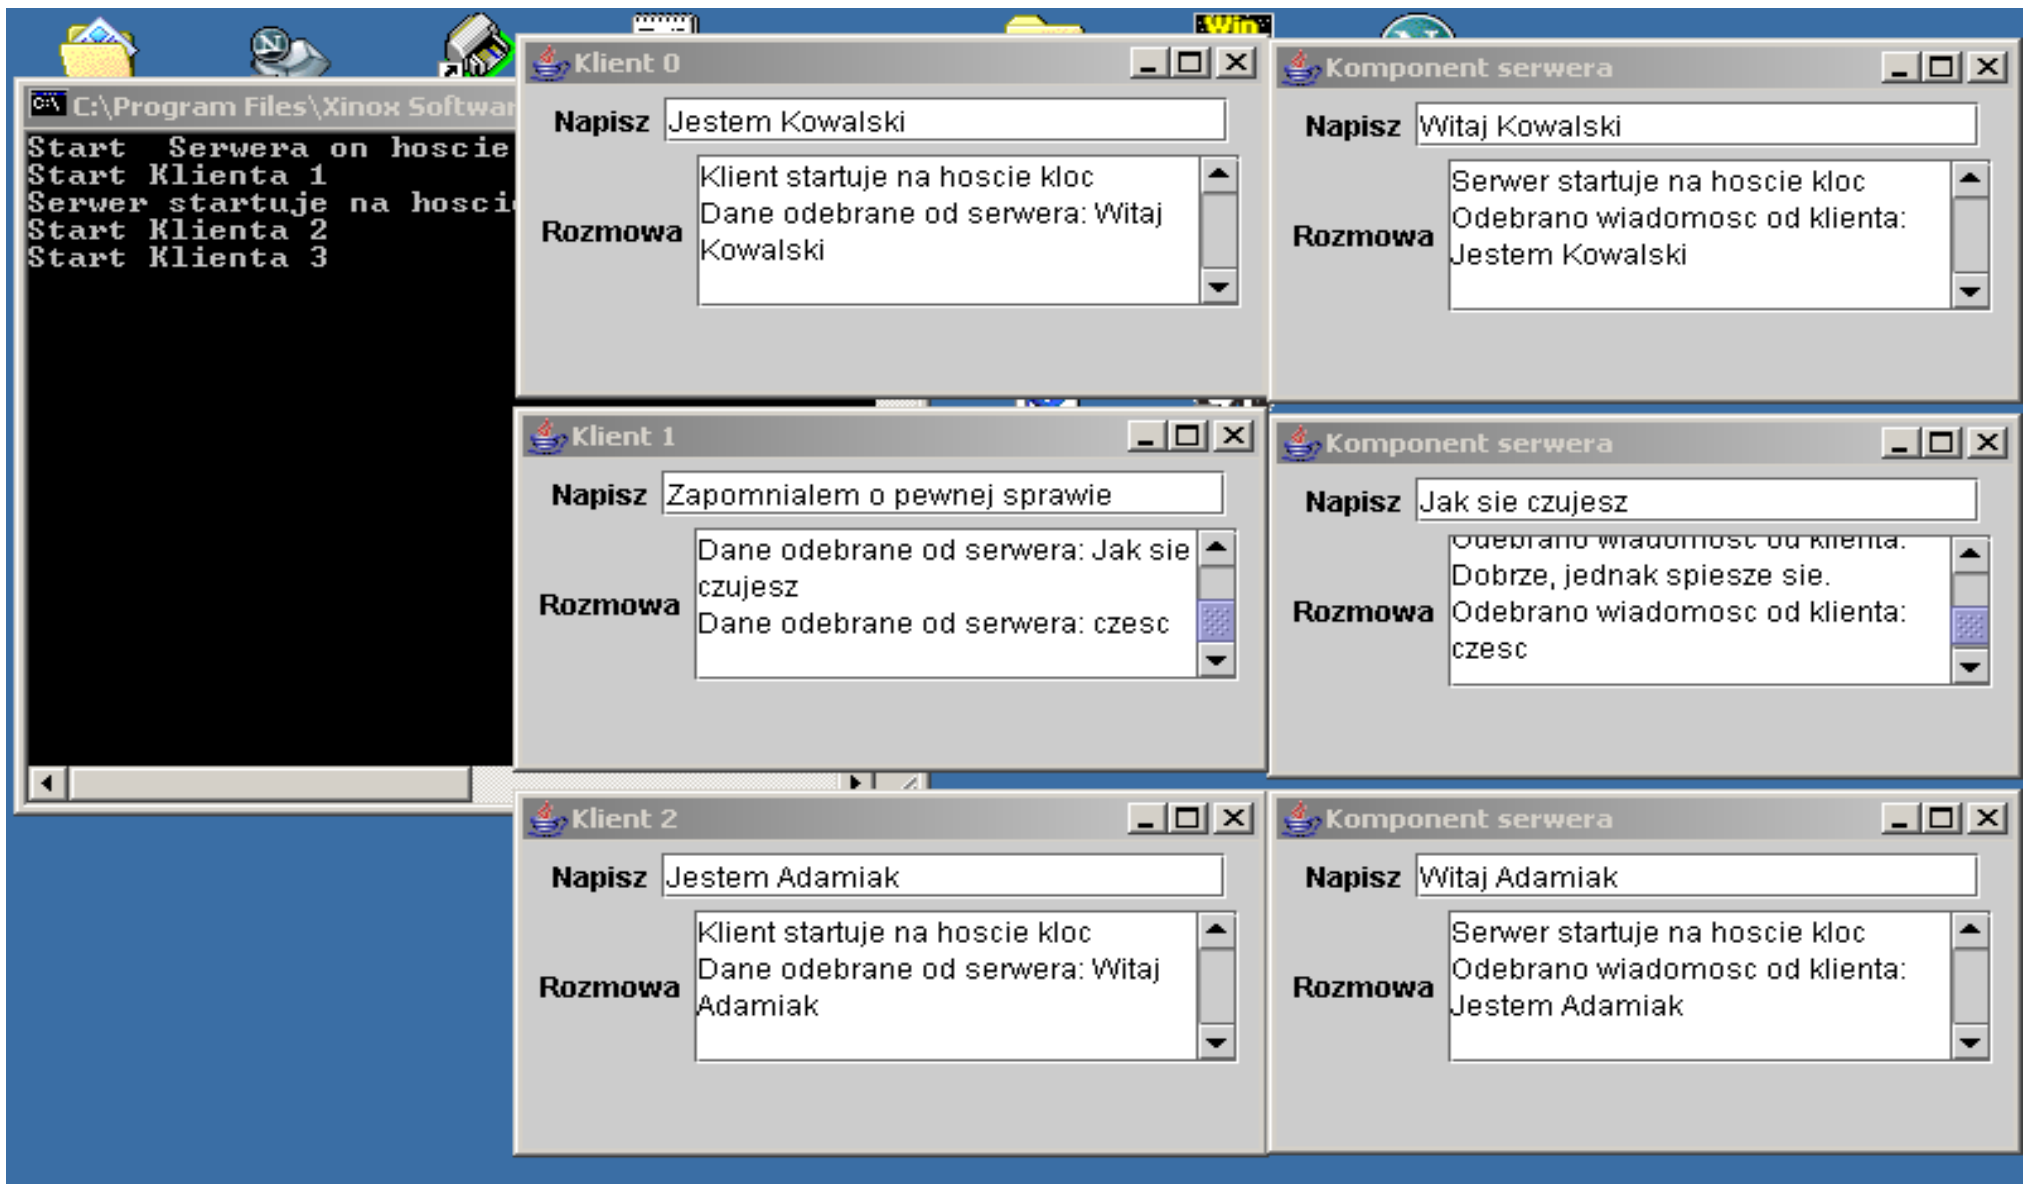 C:\Program Files\Xinox Softwar
Start  Serwera on hoscie
Start Klienta 1
Serwer startuje na hosci
Start Klienta 2
Start Klienta 3
Klient 0
Napisz Jestem Kowalski
Rozmowa
Klient startuje na hoscie kloc
Dane odebrane od serwera: Witaj
Kowalski
Komponent serwera
Napisz Witaj Kowalski
Rozmowa
Serwer startuje na hoscie kloc
Odebrano wiadomosc od klienta:
Jestem Kowalski
Klient 1
Napisz Zapomnialem o pewnej sprawie
Rozmowa
Dane odebrane od serwera: Jak sie
czujesz
Dane odebrane od serwera: czesc
Komponent serwera
Napisz Jak sie czujesz
Rozmowa
Odebrano wiadomosc od klienta:
Dobrze, jednak spiesze sie.
Odebrano wiadomosc od klienta:
czesc
Klient 2
Napisz Jestem Adamiak
Rozmowa
Klient startuje na hoscie kloc
Dane odebrane od serwera: Witaj
Adamiak
Komponent serwera
Napisz Witaj Adamiak
Rozmowa
Serwer startuje na hoscie kloc
Odebrano wiadomosc od klienta:
Jestem Adamiak